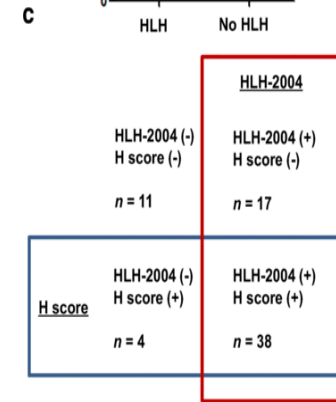 0
c
HLH No HLH
HLH-2004
HLH-2004 (-)
H score (-)
n = 11
HLH-2004 (+)
H score (-)
n = 17
H score
HLH-2004 (-)
H score (+)
n = 4
HLH-2004 (+)
H score (+)
n = 38